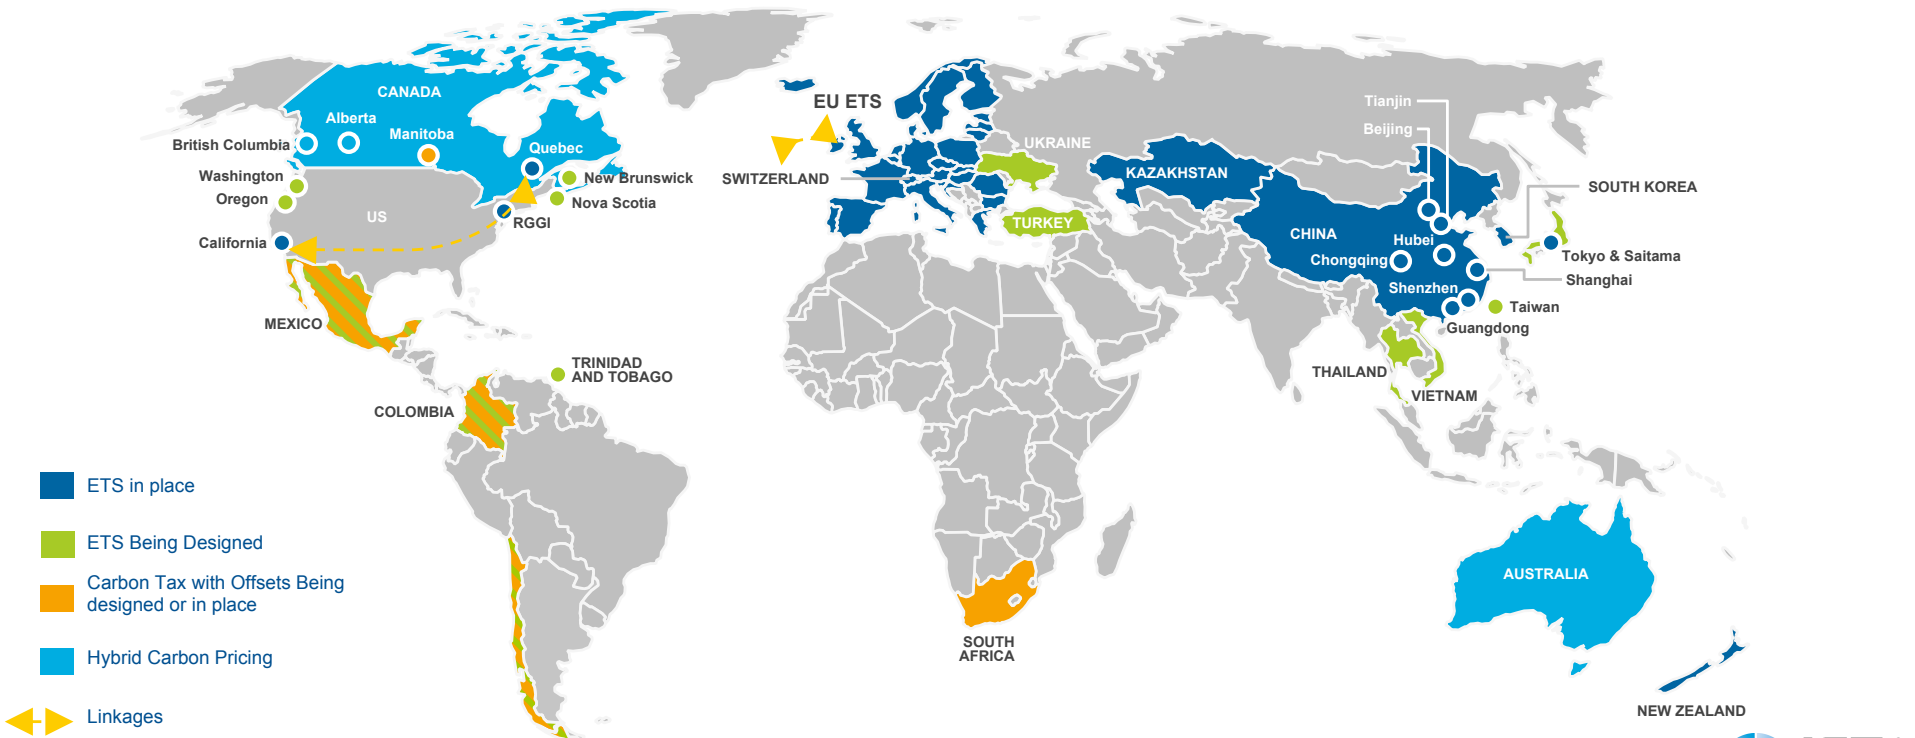 CANADA
Alberta
British Columbia
Manitoba
Quebec
Washington
Oregon
New Brunswick
Nova Scotia
US
RGGI
California
MEXICO
TRINIDAD
AND TOBAGO
COLOMBIA
EU ETS
SWITZERLAND
UKRAINE
TURKEY
KAZAKHSTAN
Tianjin
Beijing
SOUTH KOREA
CHINA
Hubei
Chongqing
Tokyo & Saitama
Shanghai
Shenzhen
Taiwan
Guangdong
THAILAND
VIETNAM
SOUTH
AFRICA
AUSTRALIA
NEW ZEALAND
ETS in place
ETS Being Designed
Carbon Tax with Offsets Being
designed or in place
Hybrid Carbon Pricing
Linkages